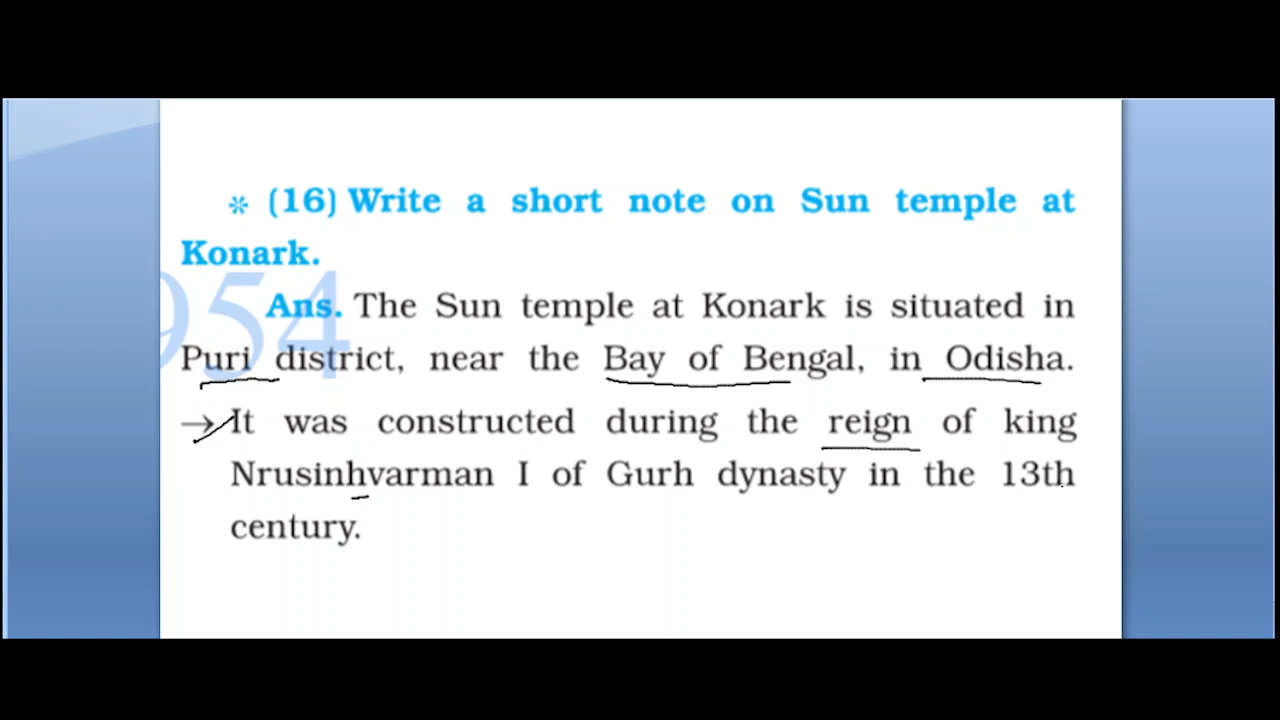 * (16) Write a short note on Sun temple at
Konark.
Ans. The Sun temple at Konark is situated in
Puri district, near the Bay of Bengal, in Odisha.
→ It was constructed during the reign of king
Nrusinhvarman I of Gurh dynasty in the 13th
century.
954